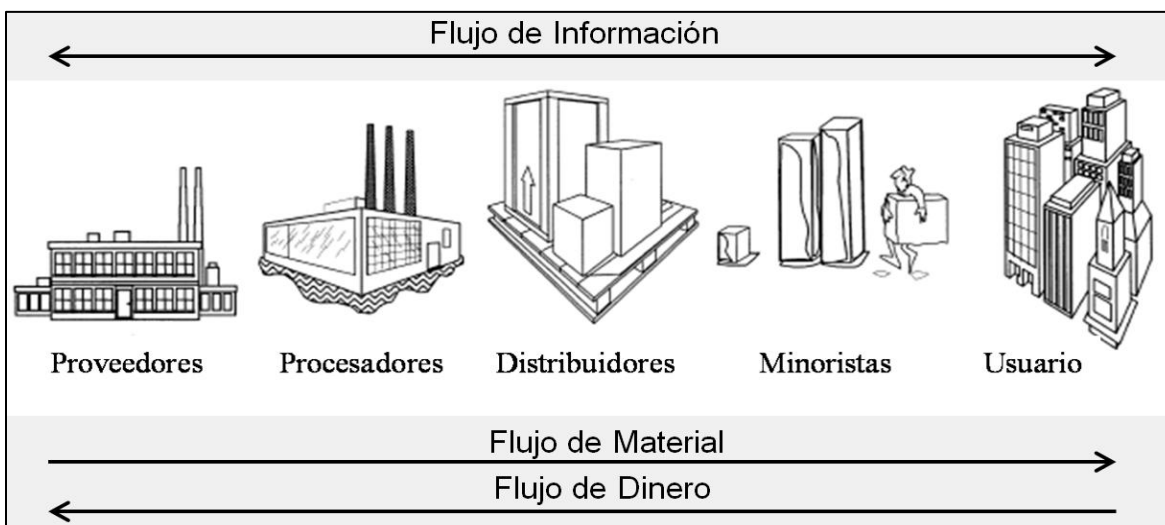 Flujo de Información
Proveedores
Procesadores
Distribuidores
Minoristas
Usuario
Flujo de Material
Flujo de Dinero